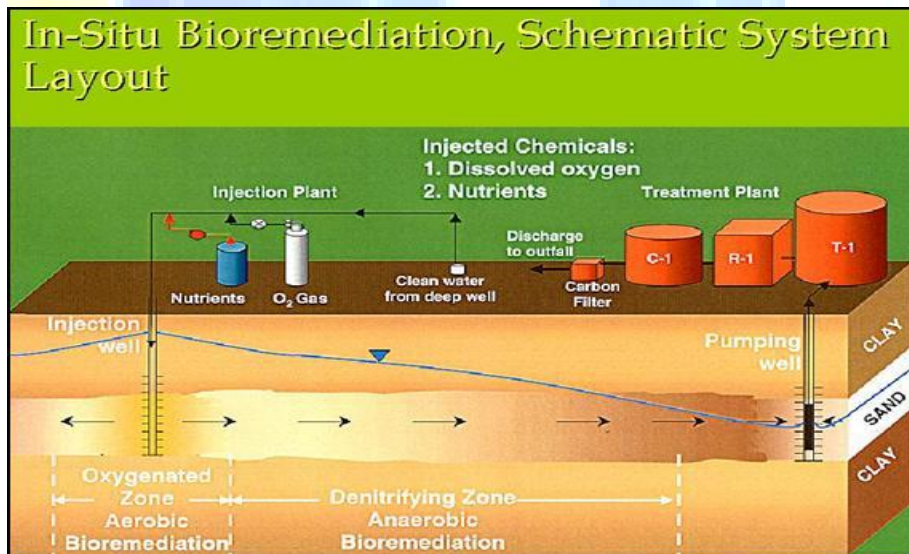 In-Situ Bioremediation, Schematic System
Layout
Injected Chemicals:
1. Dissolved oxygen
2. Nutrients
Injection Plant
Treatment Plant
Discharge
to outfall
C-1
R-1
T-1
Nutrients
O₂ Gas
Clean water
from deep well
Carbon
Filter
Injection
well
Pumping
well
CLAY
SAND
CLAY
Oxygenated
Zone
Aerobic
Bioremediation
Denitrifying Zone
Anaerobic
Bioremediation